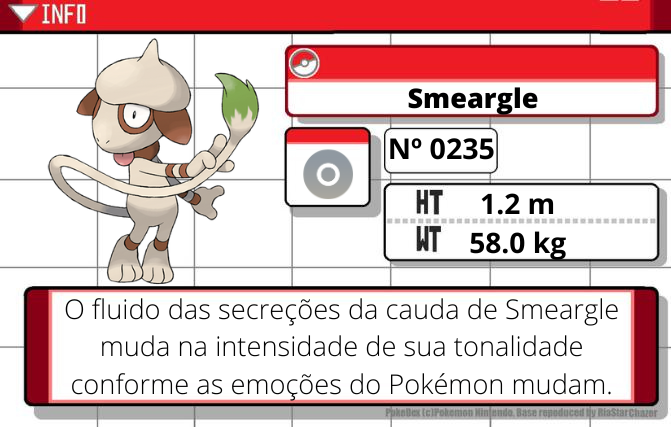 INFO
Smeargle
Nº 0235
HT 1.2 m
WT 58.0 kg
O fluido das secreções da cauda de Smeargle
muda na intensidade de sua tonalidade
conforme as emoções do Pokémon mudam.
PokeDex (c)Pokemon Nintendo. Base repoduced by RiaStarChazer